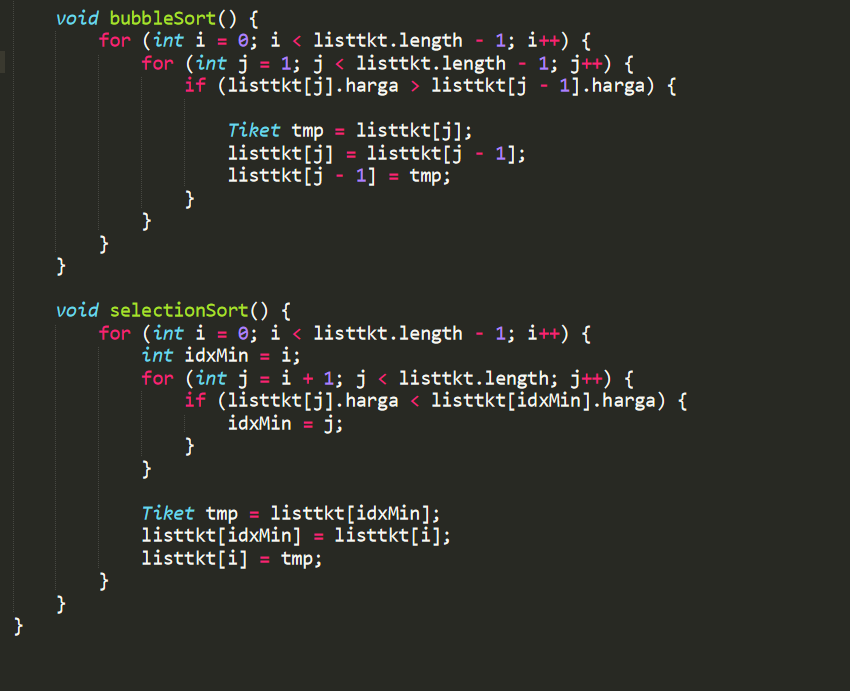 void bubbleSort() {
for (int i = 0; i < listtkt.length - 1; i++) {
for (int j = 1; j < listtkt.length - 1; j++) {
if (listtkt[j].harga > listtkt[j - 1].harga) {
Tiket tmp = listtkt[j];
listtkt[j] = listtkt[j - 1];
listtkt[j - 1] = tmp;
}
}
}
}
void selectionSort() {
for (int i = 0; i < listtkt.length - 1; i++) {
int idxMin = i;
for (int j = i + 1; j < listtkt.length; j++) {
if (listtkt[j].harga < listtkt[idxMin].harga) {
idxMin = j;
}
}
Tiket tmp = listtkt[idxMin];
listtkt[idxMin] = listtkt[i];
listtkt[i] = tmp;
}
}
}